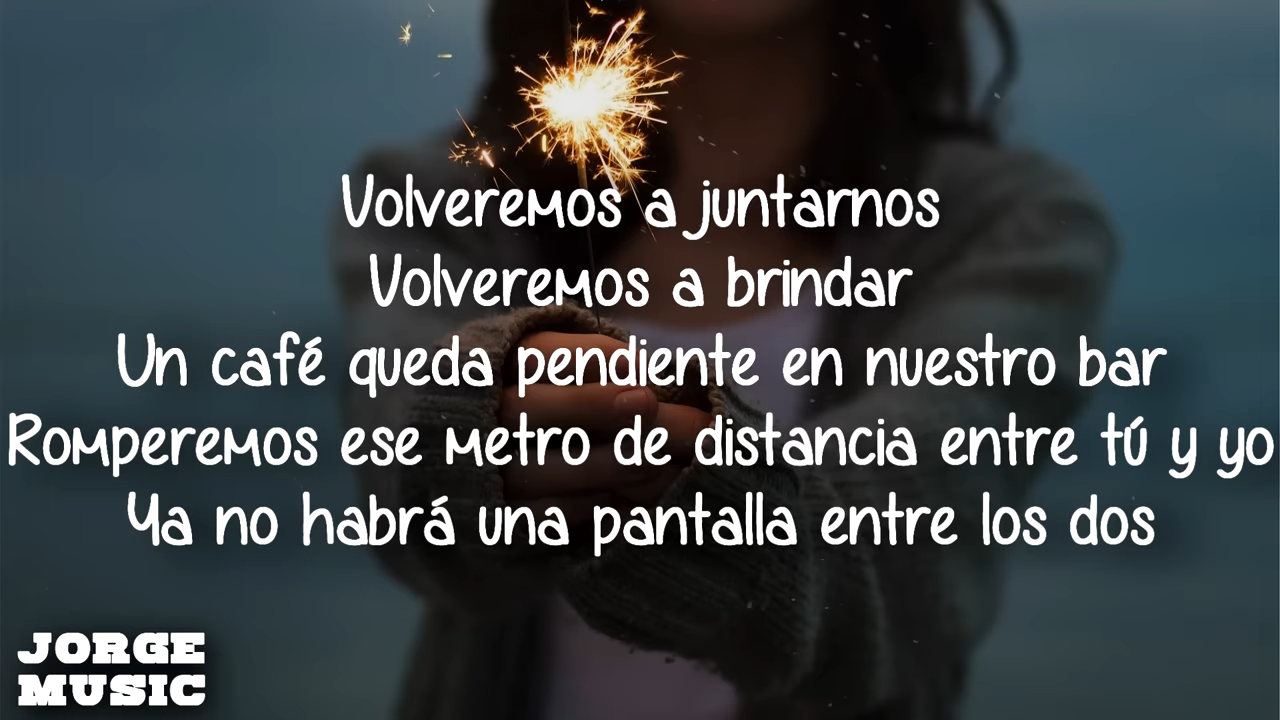 Volveremos a juntarnos
Volveremos a brindar
Un café queda pendiente en nuestro bar
Romperemos ese metro de distancia entre tú y yo
Ya no habrá una pantalla entre los dos
JORGE
MUSIC